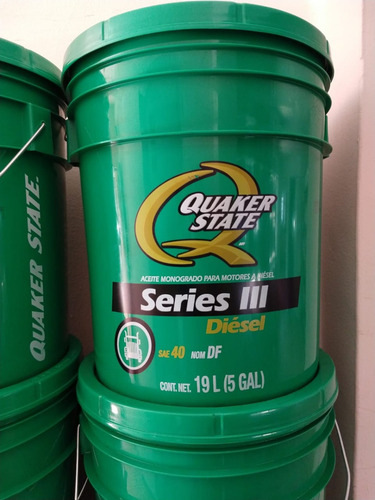 QUAKER
STATE
ACEITE MONOGRADO PARA MOTORES A DIÉSEL
Series III
Diésel
SAE 40 NOM DF
CONT. NET. 19 L (5 GAL)
QUAKER STATE